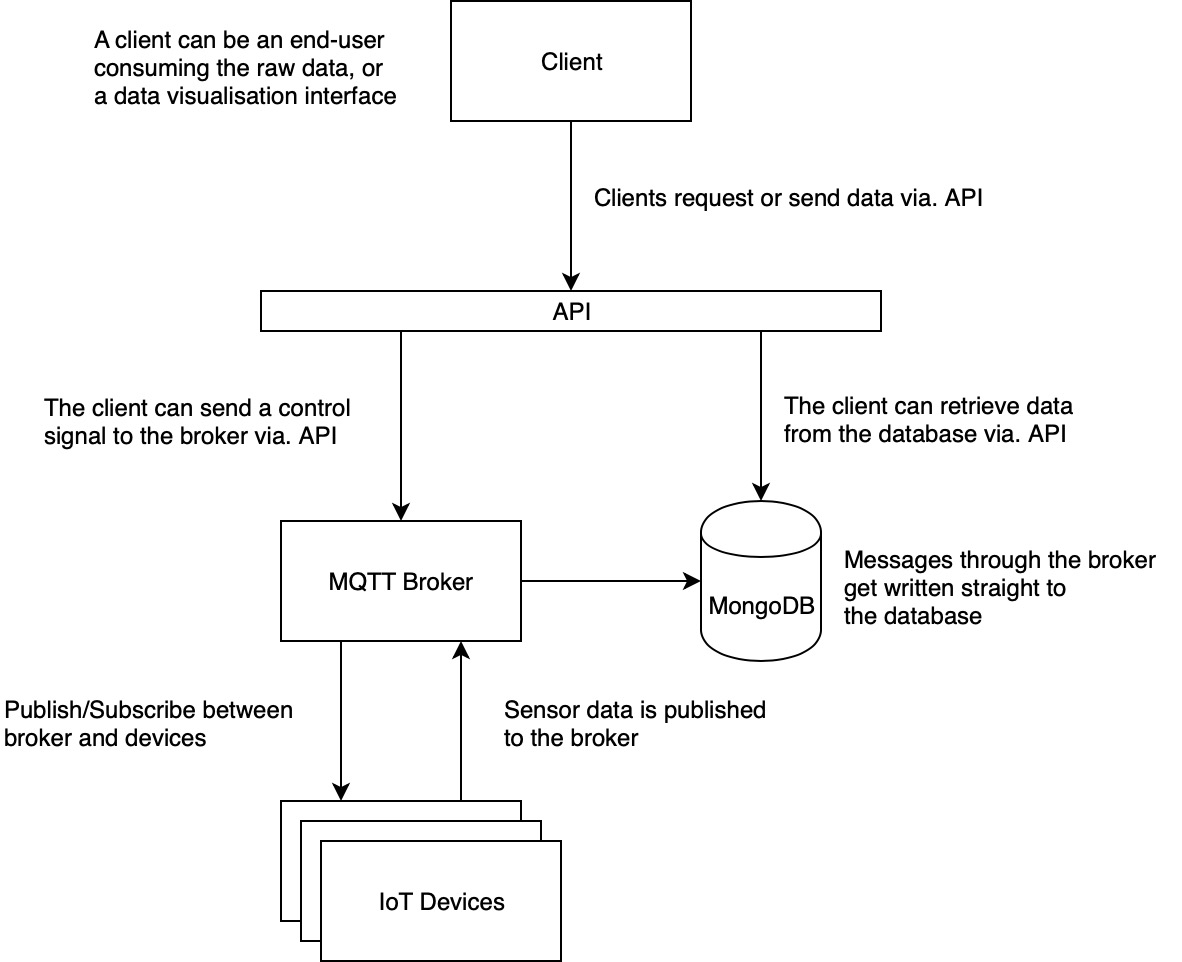 A client can be an end-user
consuming the raw data, or
a data visualisation interface
Client
Clients request or send data via. API
API
The client can send a control
signal to the broker via. API
The client can retrieve data
from the database via. API
MQTT Broker
MongoDB
Messages through the broker
get written straight to
the database
Publish/Subscribe between
broker and devices
Sensor data is published
to the broker
IoT Devices